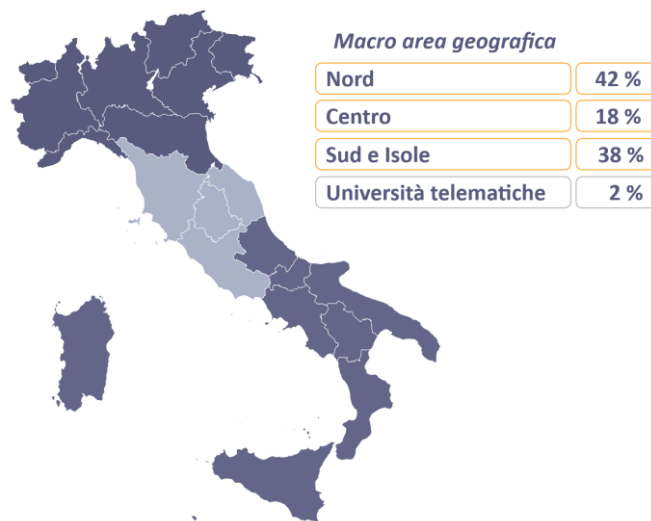 Macro area geografica
Nord 42 %
Centro 18 %
Sud e Isole 38 %
Università telematiche 2 %